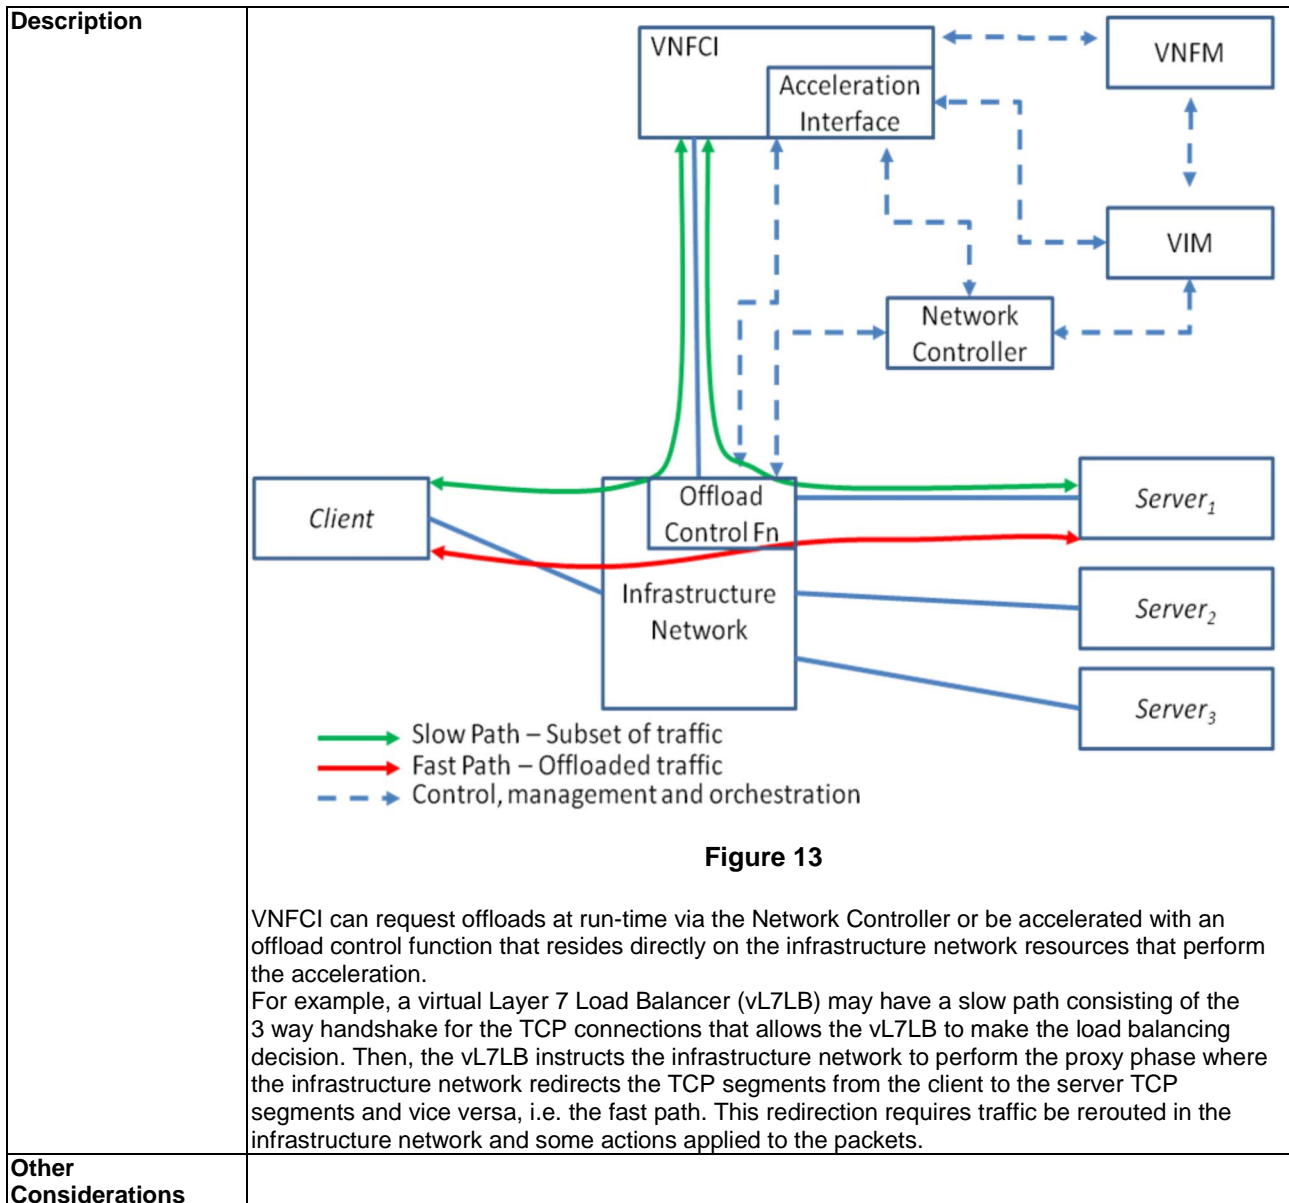 Description
VNFCI
VNFM
Acceleration
Interface
VIM
Network
Controller
Client
Offload
Control Fn
Server1
Infrastructure
Network
Server2
Server3
Slow Path – Subset of traffic
Fast Path – Offloaded traffic
Control, management and orchestration
Figure 13
VNFCI can request offloads at run-time via the Network Controller or be accelerated with an
offload control function that resides directly on the infrastructure network resources that perform
the acceleration.
For example, a virtual Layer 7 Load Balancer (vL7LB) may have a slow path consisting of the
3 way handshake for the TCP connections that allows the vL7LB to make the load balancing
decision. Then, the vL7LB instructs the infrastructure network to perform the proxy phase where
the infrastructure network redirects the TCP segments from the client to the server TCP
segments and vice versa, i.e. the fast path. This redirection requires traffic be rerouted in the
infrastructure network and some actions applied to the packets.
Other
Considerations